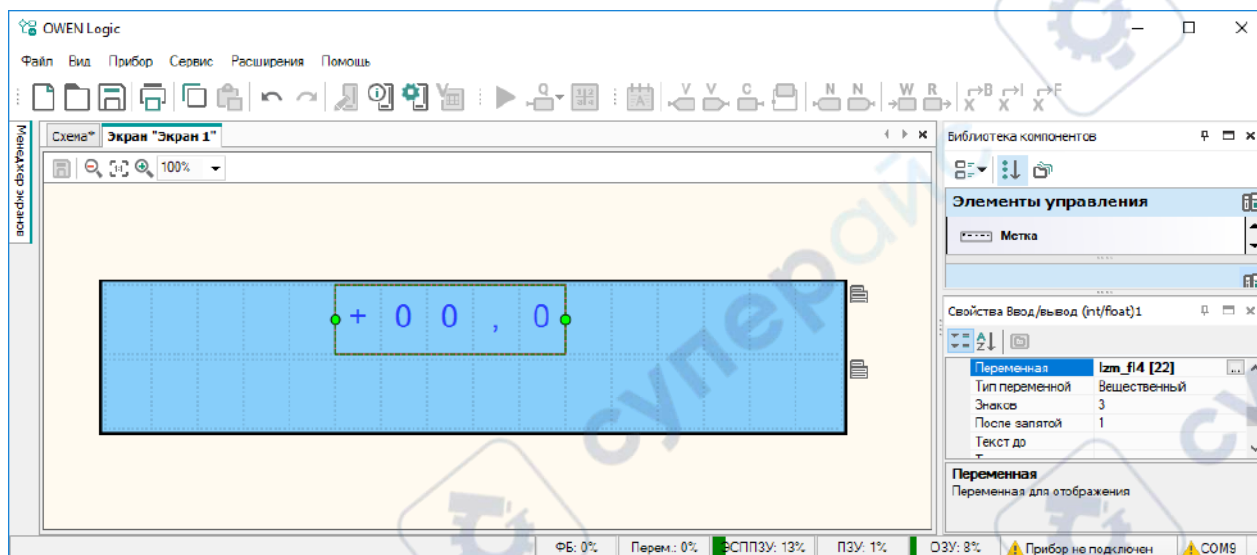 OWEN Logic
Файл Вид Прибор Сервис Расширения Помощь
Менеджер экранов
Схема* Экран "Экран 1"
100%
+ 0 0 , 0
Библиотека компонентов
Элементы управления
Метка
Свойства Ввод/вывод (int/float)1
Переменная Izm_fl4 [22]
Тип переменной Вещественный
Знаков 3
После запятой 1
Текст до
Переменная
Переменная для отображения
ФБ: 0% Перем.: 0% ЭСППЗУ: 13% ПЗУ: 1% ОЗУ: 8% Прибор не подключен COM9
суперайс